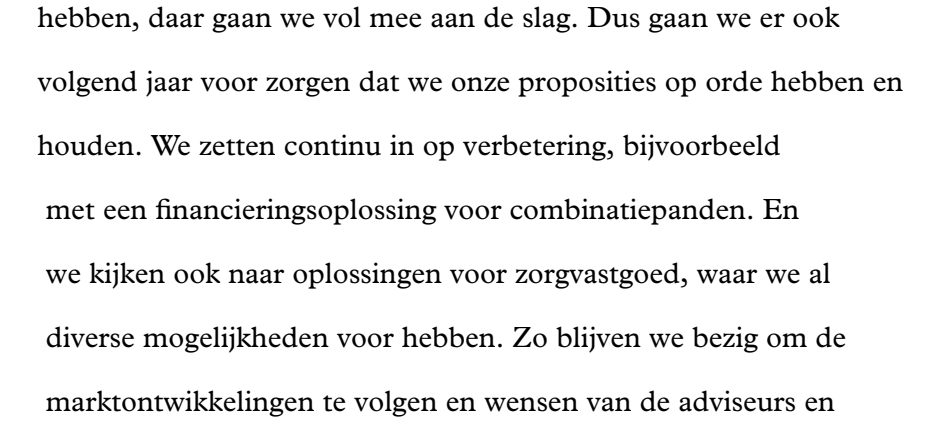 hebben, daar gaan we vol mee aan de slag. Dus gaan we er ook
volgend jaar voor zorgen dat we onze proposities op orde hebben en
houden. We zetten continu in op verbetering, bijvoorbeeld
met een financieringsoplossing voor combinatiepanden. En
we kijken ook naar oplossingen voor zorgvastgoed, waar we al
diverse mogelijkheden voor hebben. Zo blijven we bezig om de
marktontwikkelingen te volgen en wensen van de adviseurs en